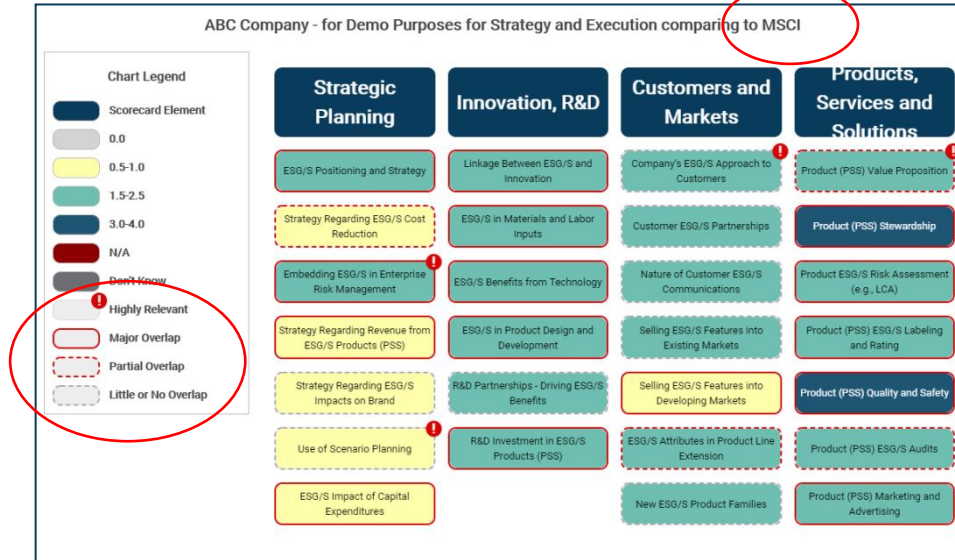 ABC Company - for Demo Purposes for Strategy and Execution comparing to MSCI
Chart Legend
Scorecard Element
0.0
0.5-1.0
1.5-2.5
3.0-4.0
N/A
Don't Know
!
Highly Relevant
Major Overlap
Partial Overlap
Little or No Overlap
Strategic
Planning
ESG/S Positioning and Strategy
Strategy Regarding ESG/S Cost
Reduction
!
Embedding ESG/S in Enterprise
Risk Management
Strategy Regarding Revenue from
ESG/S Products (PSS)
Strategy Regarding ESG/S
Impacts on Brand
!
Use of Scenario Planning
ESG/S Impact of Capital
Expenditures
Innovation, R&D
Linkage Between ESG/S and
Innovation
ESG/S in Materials and Labor
Inputs
ESG/S Benefits from Technology
ESG/S in Product Design and
Development
R&D Partnerships - Driving ESG/S
Benefits
R&D Investment in ESG/S
Products (PSS)
Customers and
Markets
!
Company's ESG/S Approach to
Customers
Customer ESG/S Partnerships
Nature of Customer ESG/S
Communications
Selling ESG/S Features into
Existing Markets
Selling ESG/S Features into
Developing Markets
ESG/S Attributes in Product Line
Extension
New ESG/S Product Families
Products,
Services and
Solutions
!
Product (PSS) Value Proposition
Product (PSS) Stewardship
Product ESG/S Risk Assessment
(e.g., LCA)
Product (PSS) ESG/S Labeling
and Rating
Product (PSS) Quality and Safety
Product (PSS) ESG/S Audits
Product (PSS) Marketing and
Advertising